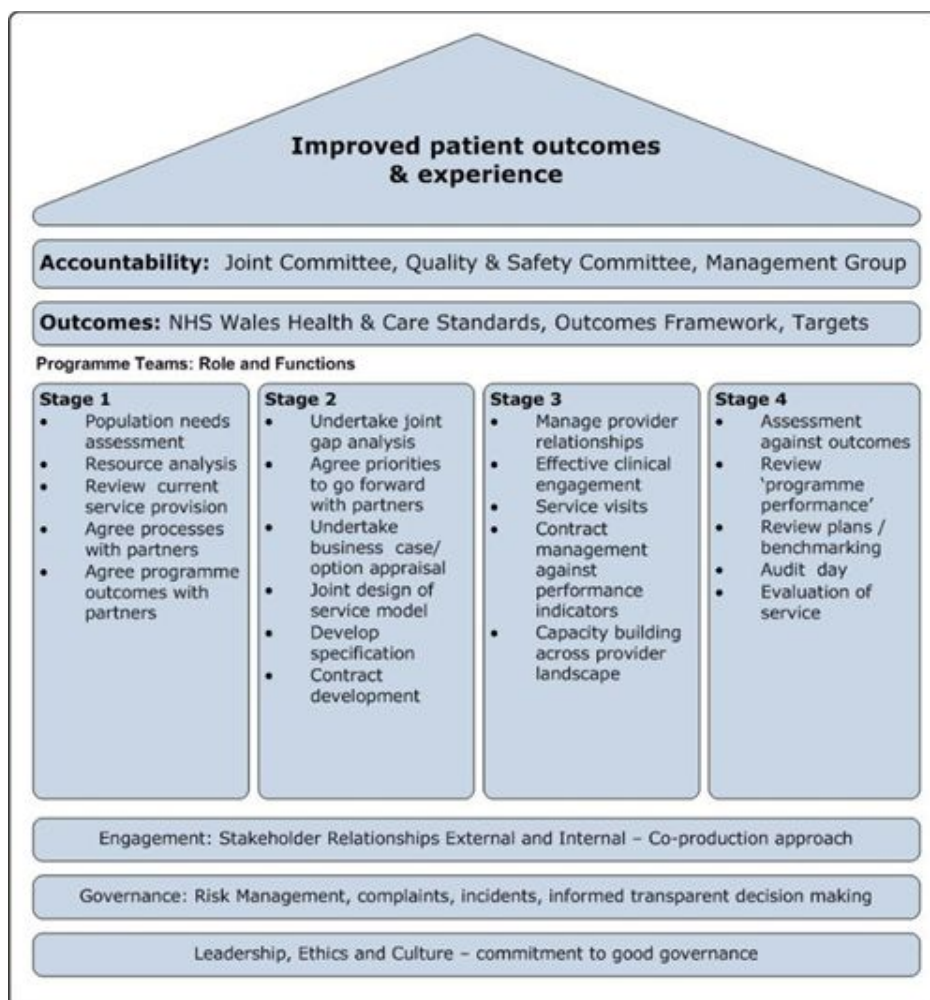 Improved patient outcomes
& experience
Accountability: Joint Committee, Quality & Safety Committee, Management Group
Outcomes: NHS Wales Health & Care Standards, Outcomes Framework, Targets
Programme Teams: Role and Functions
Stage 1
• Population needs
assessment
• Resource analysis
• Review current
service provision
• Agree processes
with partners
• Agree programme
outcomes with
partners
Stage 2
• Undertake joint
gap analysis
• Agree priorities
to go forward
with partners
• Undertake
business case/
option appraisal
• Joint design of
service model
• Develop
specification
• Contract
development
Stage 3
• Manage provider
relationships
• Effective clinical
engagement
• Service visits
• Contract
management
against
performance
indicators
• Capacity building
across provider
landscape
Stage 4
• Assessment
against outcomes
• Review
‘programme
performance’
• Review plans /
benchmarking
• Audit day
• Evaluation of
service
Engagement: Stakeholder Relationships External and Internal – Co-production approach
Governance: Risk Management, complaints, incidents, informed transparent decision making
Leadership, Ethics and Culture – commitment to good governance